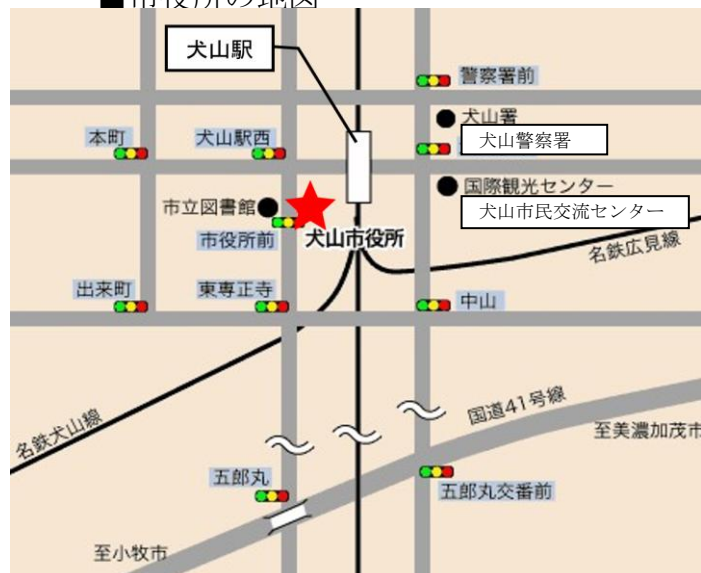 ■市役所の地図
犬山駅
警察署前
犬山署
犬山警察署
本町
犬山駅西
国際観光センター
犬山市民交流センター
市立図書館
市役所前
犬山市役所
名鉄広見線
出来町
東専正寺
中山
名鉄犬山線
国道41号線
至美濃加茂市
五郎丸
五郎丸交番前
至小牧市